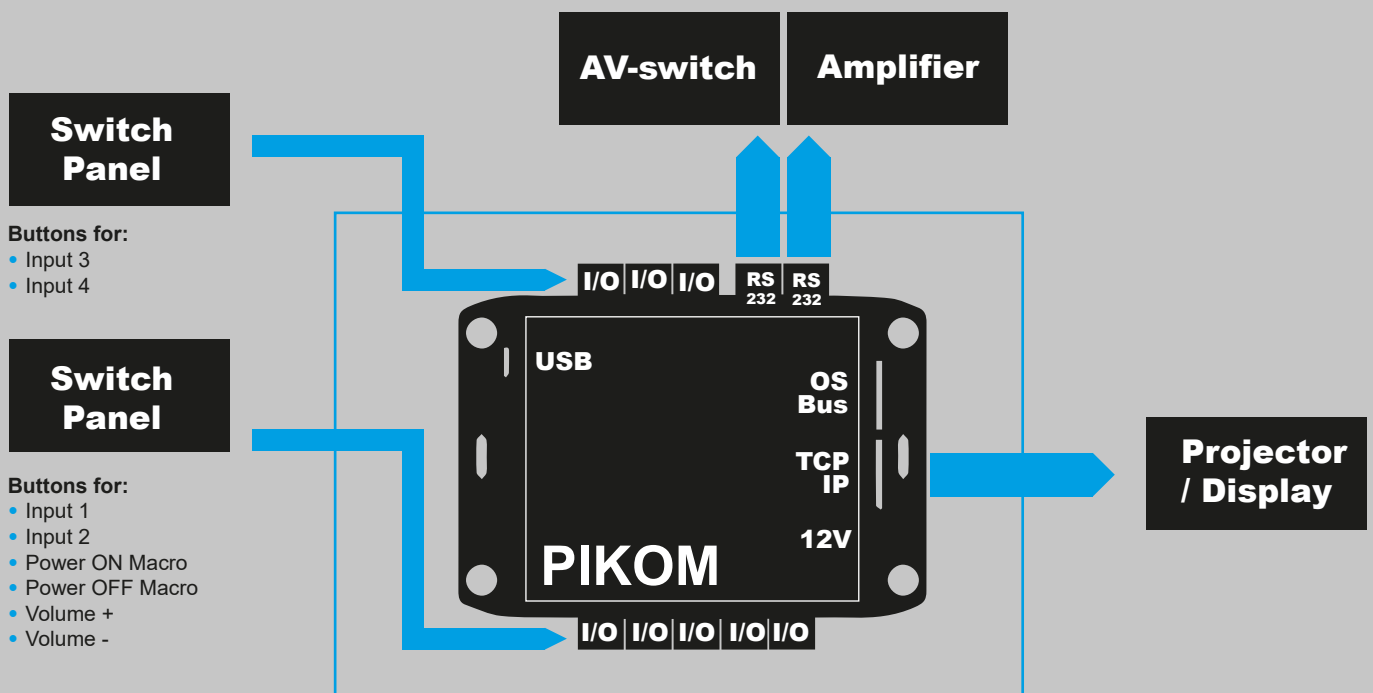 AV-switch
Amplifier
Switch
Panel
Buttons for:
• Input 3
• Input 4
I/O I/O I/O
RS
232
RS
232
USB
OS
Bus
TCP
IP
12V
PIKOM
I/O I/O I/O I/O I/O
Switch
Panel
Buttons for:
• Input 1
• Input 2
• Power ON Macro
• Power OFF Macro
• Volume +
• Volume -
Projector
/ Display